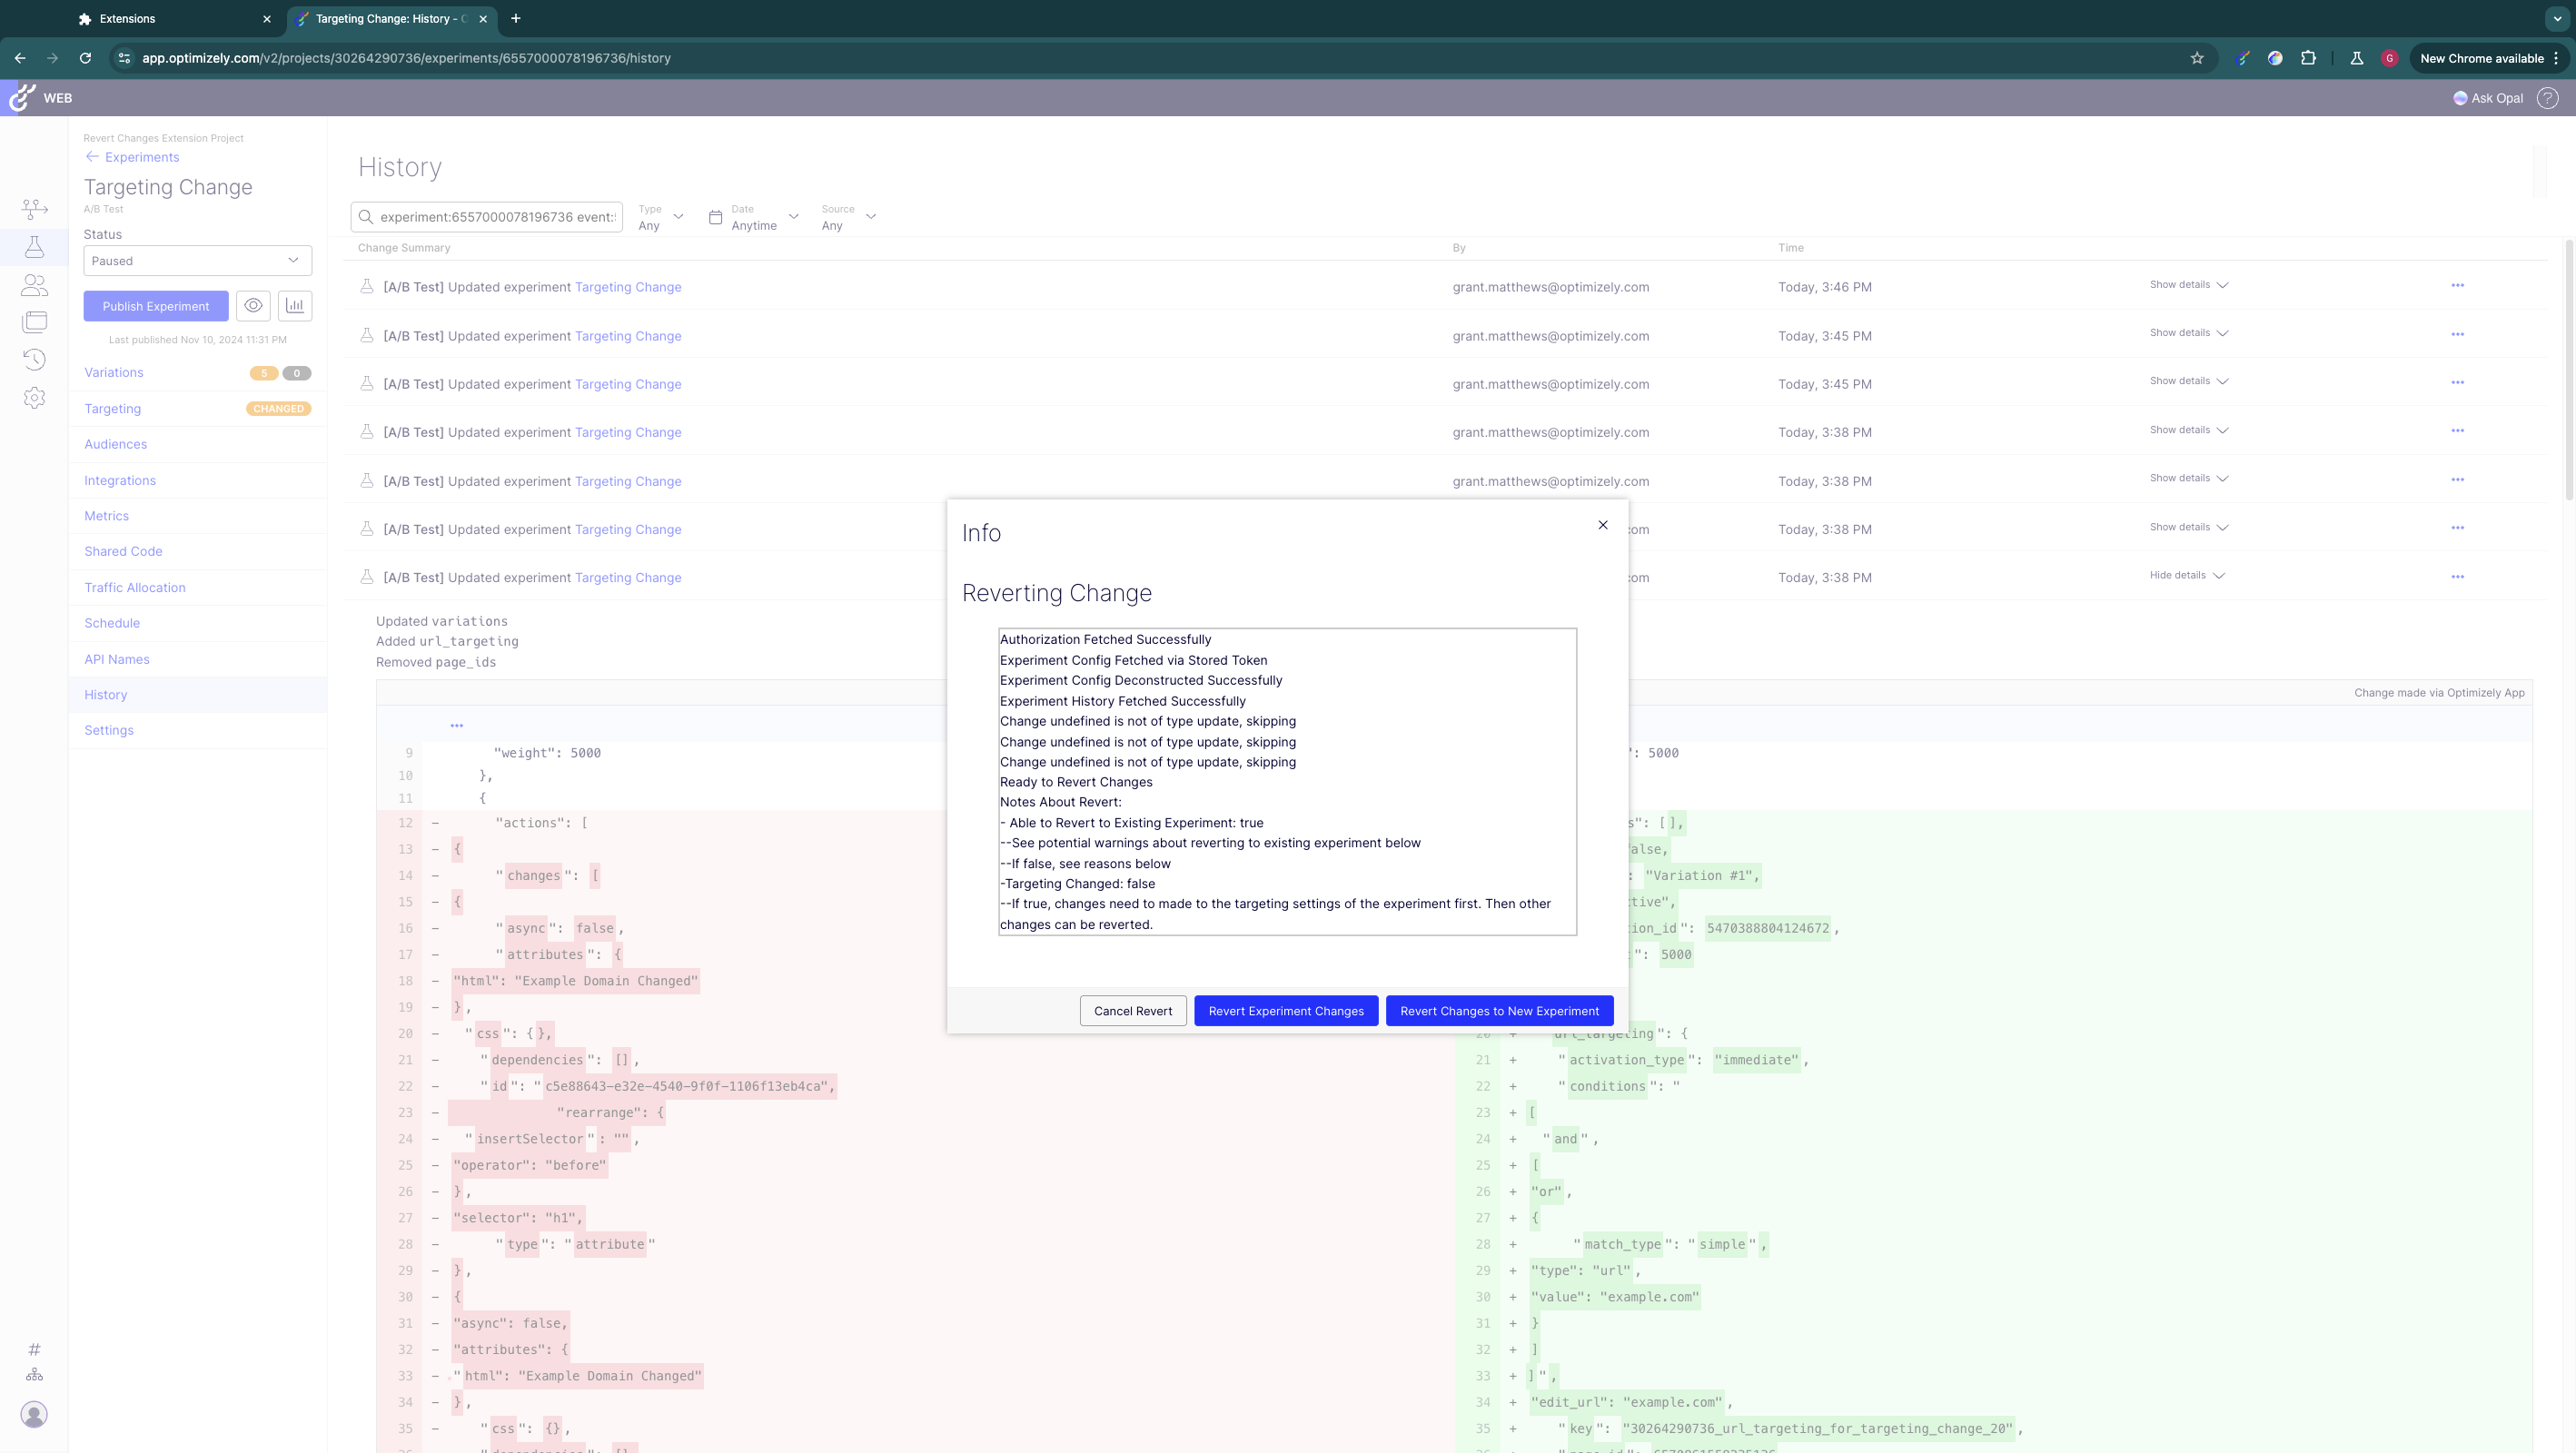 Extensions
Targeting Change: History - O
app.optimizely.com/v2/projects/30264290736/experiments/6557000078196736/history
G
New Chrome available
WEB
Ask Opal
?
Revert Changes Extension Project
Experiments
Targeting Change
A/B Test
Status
Paused
Publish Experiment
Last published Nov 10, 2024 11:31 PM
Variations 5 0
Targeting CHANGED
Audiences
Integrations
Metrics
Shared Code
Traffic Allocation
Schedule
API Names
History
Settings
#
History
experiment:6557000078196736 event:
Type
Any
Date
Anytime
Source
Any
Change Summary By Time
[A/B Test] Updated experiment Targeting Change grant.matthews@optimizely.com Today, 3:46 PM Show details
[A/B Test] Updated experiment Targeting Change grant.matthews@optimizely.com Today, 3:45 PM Show details
[A/B Test] Updated experiment Targeting Change grant.matthews@optimizely.com Today, 3:45 PM Show details
[A/B Test] Updated experiment Targeting Change grant.matthews@optimizely.com Today, 3:38 PM Show details
[A/B Test] Updated experiment Targeting Change grant.matthews@optimizely.com Today, 3:38 PM Show details
[A/B Test] Updated experiment Targeting Change com Today, 3:38 PM Show details
[A/B Test] Updated experiment Targeting Change com Today, 3:38 PM Hide details
Updated variations
Added url_targeting
Removed page_ids
Change made via Optimizely App
9 "weight": 5000
10 },
11 {
12 - "actions": [
13 - {
14 - "changes": [
15 - {
16 - "async": false,
17 - "attributes": {
18 - "html": "Example Domain Changed"
19 - },
20 - "css": {},
21 - "dependencies": [],
22 - "id": "c5e88643-e32e-4540-9f0f-1106f13eb4ca",
23 - "rearrange": {
24 - "insertSelector": "",
25 - "operator": "before"
26 - },
27 - "selector": "h1",
28 - "type": "attribute"
29 - },
30 - {
31 - "async": false,
32 - "attributes": {
33 - "html": "Example Domain Changed"
34 - },
35 - "css": {},
": 5000
s": [],
alse,
: "Variation #1",
tive",
ion_id": 5470388804124672,
": 5000
20 + url_targeting": {
21 + "activation_type": "immediate",
22 + "conditions": "
23 + [
24 + "and",
25 + [
26 + "or",
27 + {
28 + "match_type": "simple",
29 + "type": "url",
30 + "value": "example.com"
31 + }
32 + ]
33 + ]",
34 + "edit_url": "example.com",
35 + "key": "30264290736_url_targeting_for_targeting_change_20",
Info
Reverting Change
Authorization Fetched Successfully
Experiment Config Fetched via Stored Token
Experiment Config Deconstructed Successfully
Experiment History Fetched Successfully
Change undefined is not of type update, skipping
Change undefined is not of type update, skipping
Change undefined is not of type update, skipping
Ready to Revert Changes
Notes About Revert:
- Able to Revert to Existing Experiment: true
--See potential warnings about reverting to existing experiment below
--If false, see reasons below
-Targeting Changed: false
--If true, changes need to made to the targeting settings of the experiment first. Then other
changes can be reverted.
Cancel Revert
Revert Experiment Changes
Revert Changes to New Experiment